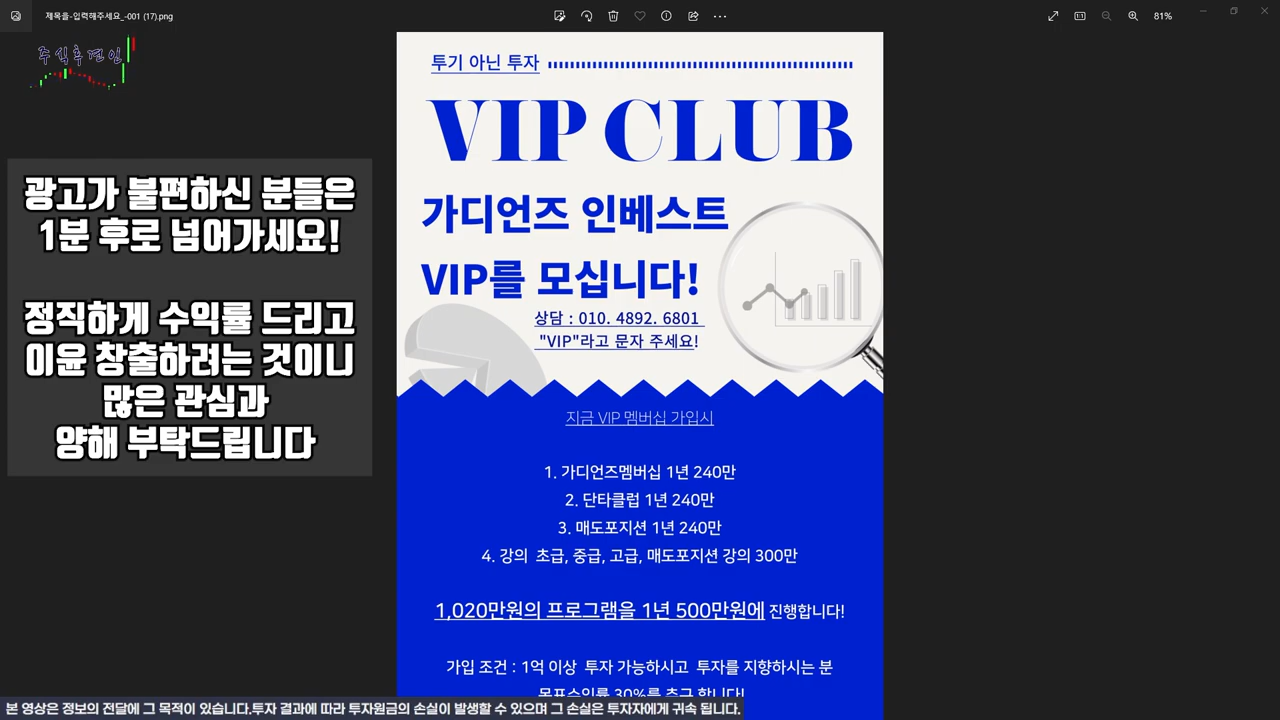 제목을-입력해주세요_-001 (17).png
81%
주식추견인
광고가 불편하신 분들은
1분 후로 넘어가세요!
정직하게 수익률 드리고
이윤 창출하려는 것이니
많은 관심과
양해 부탁드립니다
투기 아닌 투자
VIP CLUB
가디언즈 인베스트
VIP를 모십니다!
상담 : 010. 4892. 6801
"VIP"라고 문자 주세요!
지금 VIP 멤버십 가입시
1. 가디언즈멤버십 1년 240만
2. 단타클럽 1년 240만
3. 매도포지션 1년 240만
4. 강의 초급, 중급, 고급, 매도포지션 강의 300만
1,020만원의 프로그램을 1년 500만원에 진행합니다!
가입 조건 : 1억 이상 투자 가능하시고 투자를 지향하시는 분
목표수익률 30%를 추구 합니다!
본 영상은 정보의 전달에 그 목적이 있습니다.투자 결과에 따라 투자원금의 손실이 발생할 수 있으며 그 손실은 투자자에게 귀속 됩니다.